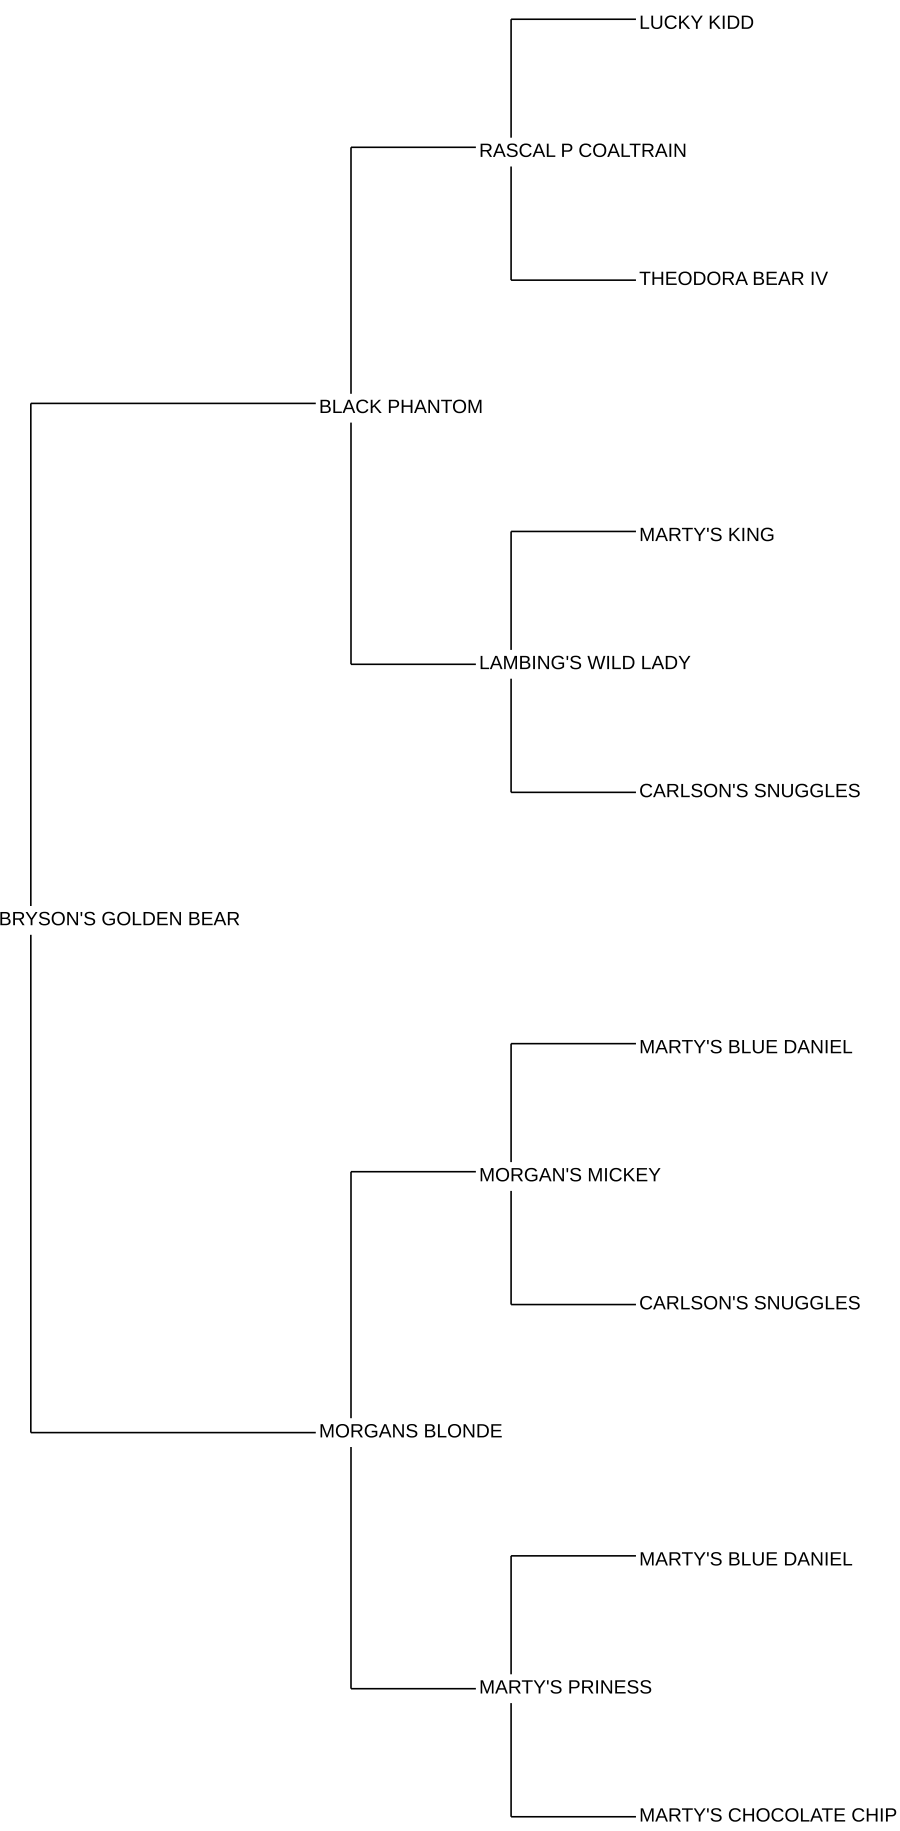 LUCKY KIDD
RASCAL P COALTRAIN
THEODORA BEAR IV
BLACK PHANTOM
MARTY'S KING
LAMBING'S WILD LADY
CARLSON'S SNUGGLES
BRYSON'S GOLDEN BEAR
MARTY'S BLUE DANIEL
MORGAN'S MICKEY
CARLSON'S SNUGGLES
MORGANS BLONDE
MARTY'S BLUE DANIEL
MARTY'S PRINESS
MARTY'S CHOCOLATE CHIP